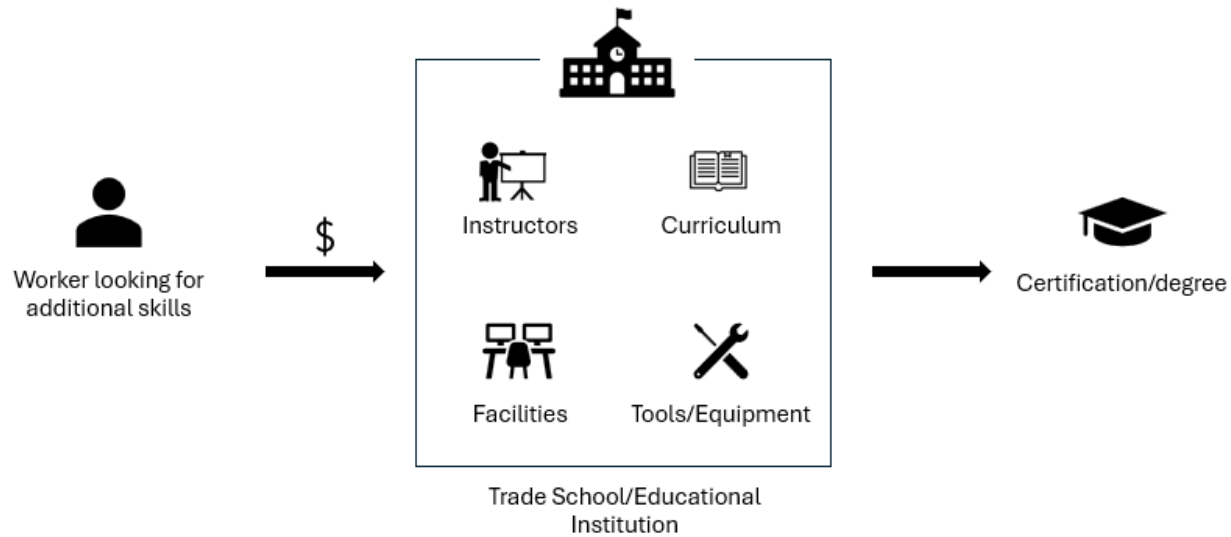 Worker looking for
additional skills
$
Instructors
Curriculum
Facilities
Tools/Equipment
Trade School/Educational
Institution
Certification/degree